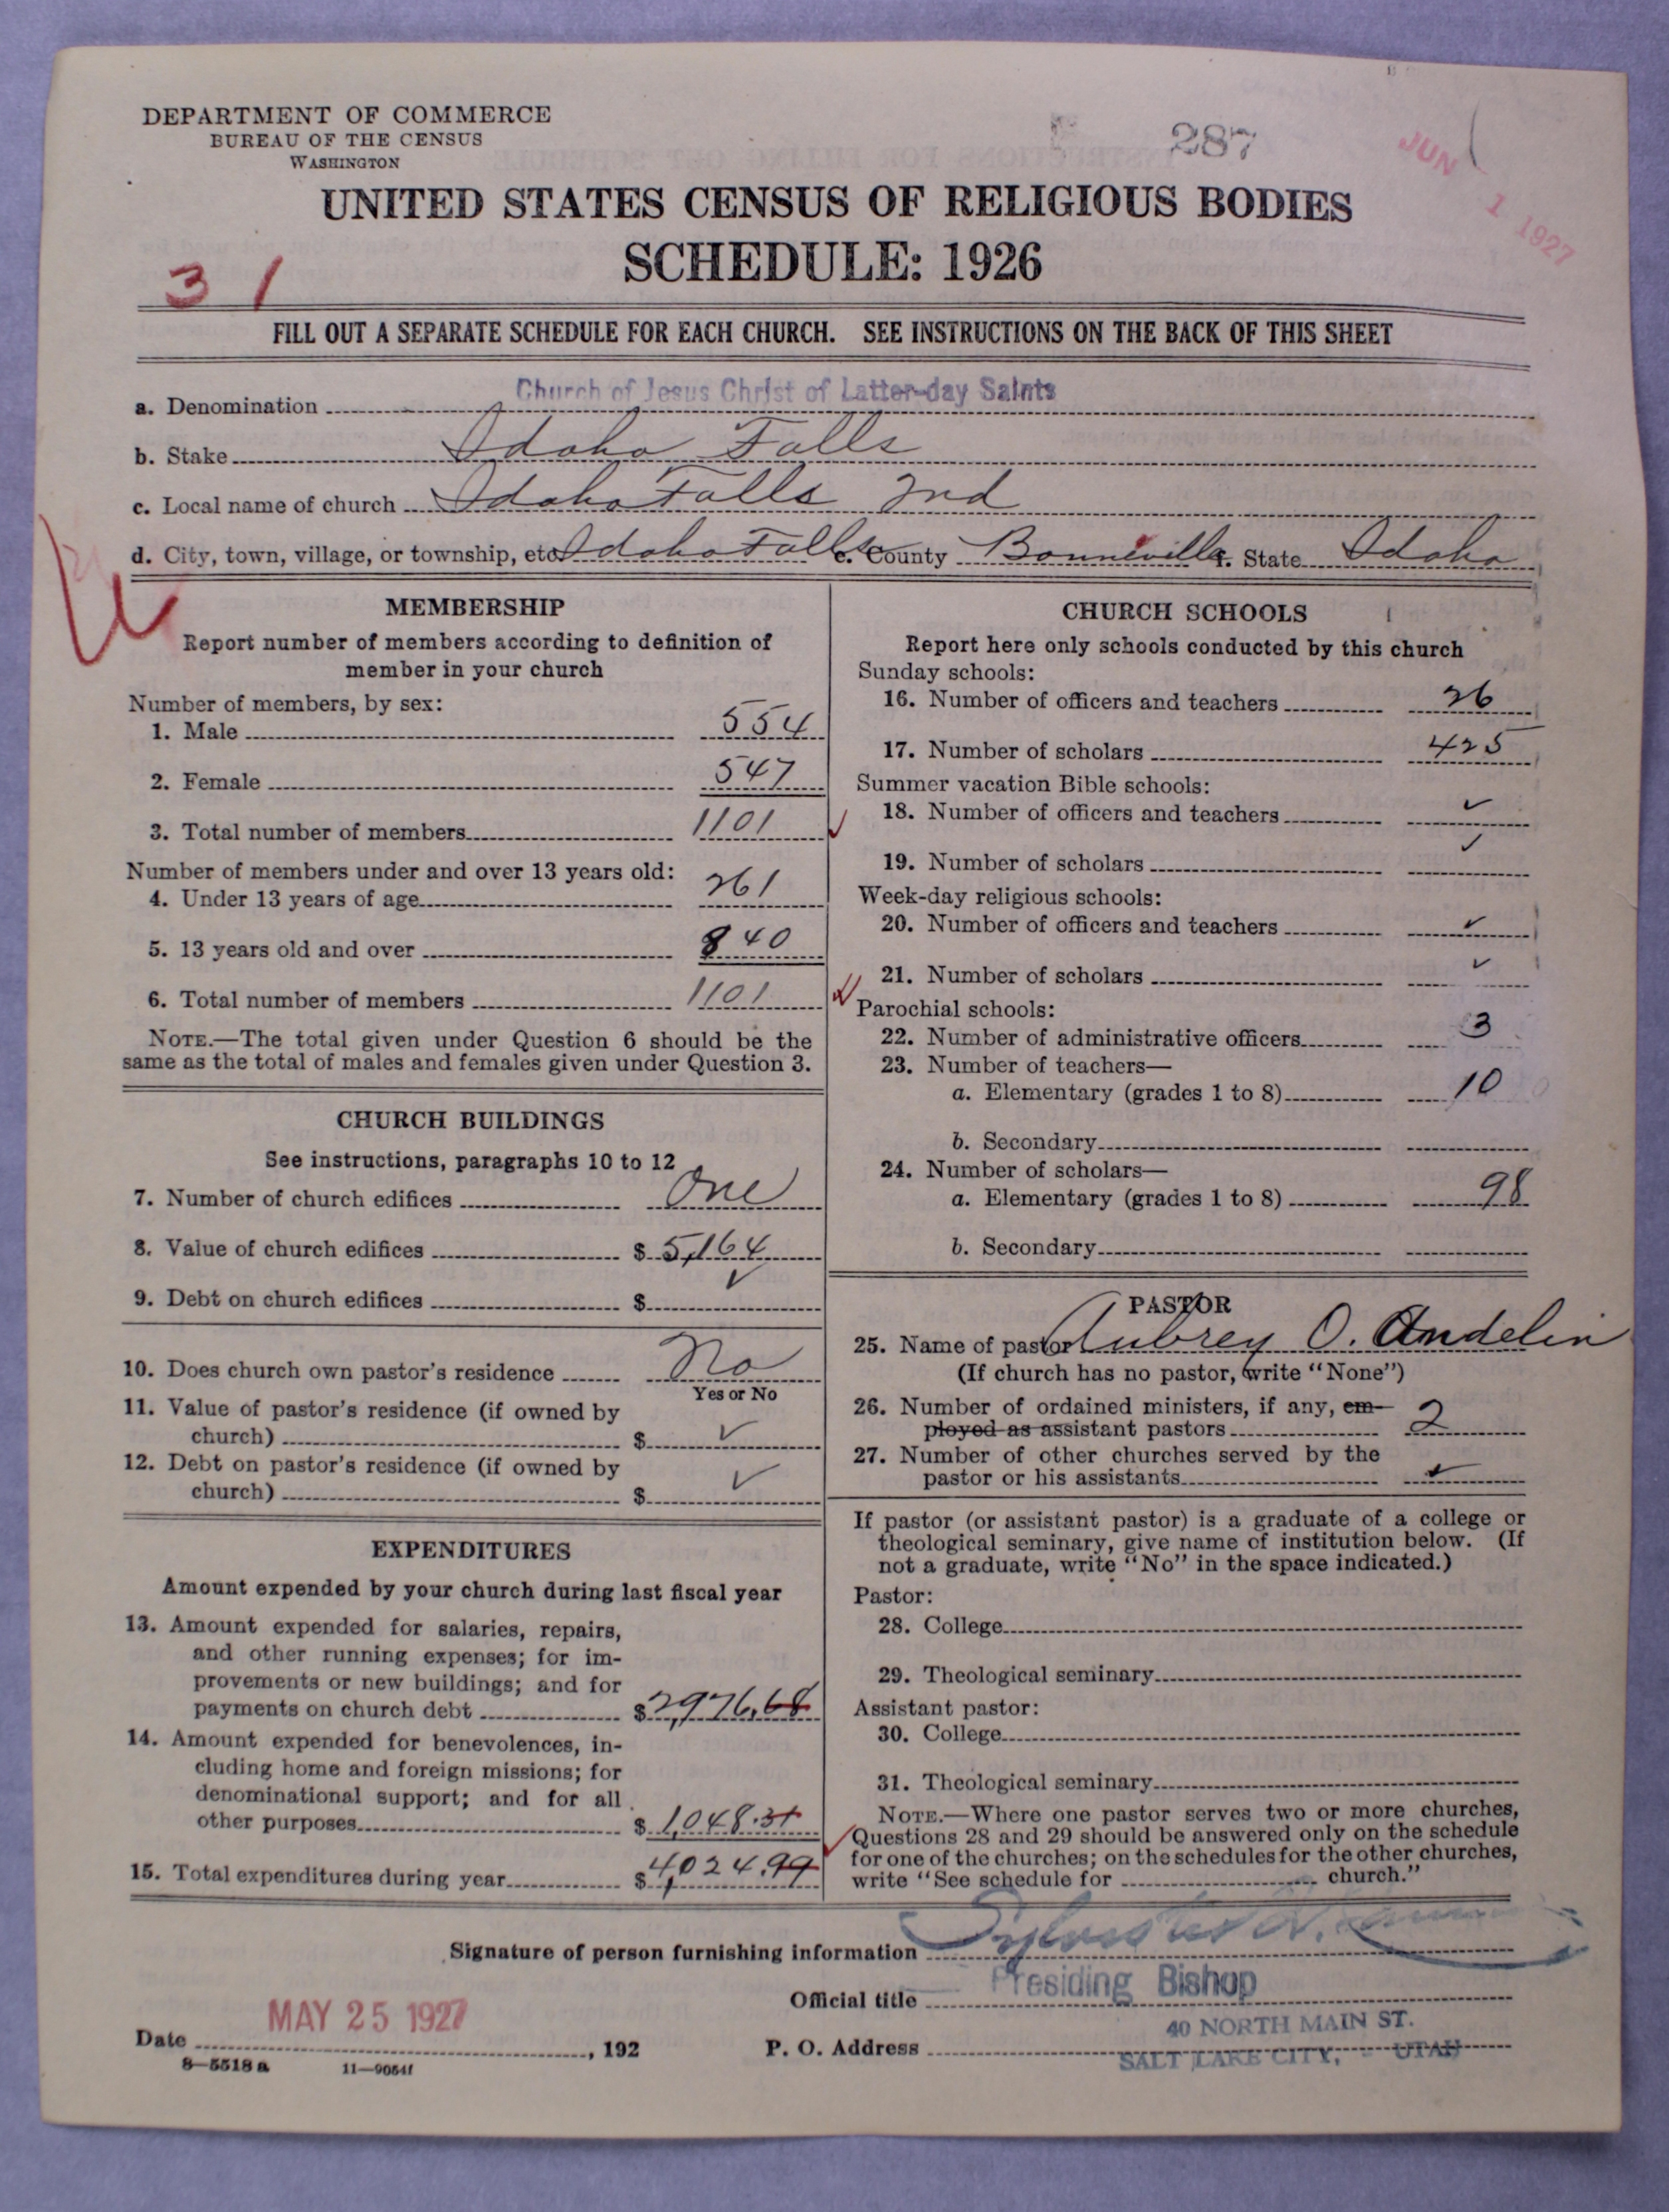 DEPARTMENT OF COMMERCE
BUREAU OF THE CENSUS
WASHINGTON
287
JUN 1 1927
UNITED STATES CENSUS OF RELIGIOUS BODIES
SCHEDULE: 1926
3 1
FILL OUT A SEPARATE SCHEDULE FOR EACH CHURCH. SEE INSTRUCTIONS ON THE BACK OF THIS SHEET
a. Denomination Church of Jesus Christ of Latter-day Saints
b. Stake Idaho Falls
c. Local name of church Idaho Falls 2nd
d. City, town, village, or township, etc. Idaho Falls e. County Bonneville f. State Idaho
MEMBERSHIP
Report number of members according to definition of
member in your church
Number of members, by sex:
1. Male 554
2. Female 547
3. Total number of members 1101 ✓
Number of members under and over 13 years old:
4. Under 13 years of age 261
5. 13 years old and over 840
6. Total number of members 1101 ✓
NOTE.—The total given under Question 6 should be the
same as the total of males and females given under Question 3.
CHURCH BUILDINGS
See instructions, paragraphs 10 to 12
7. Number of church edifices One
8. Value of church edifices $ 5,164
9. Debt on church edifices $ ✓
10. Does church own pastor's residence No
Yes or No
11. Value of pastor's residence (if owned by
church) $ ✓
12. Debt on pastor's residence (if owned by
church) $ ✓
EXPENDITURES
Amount expended by your church during last fiscal year
13. Amount expended for salaries, repairs,
and other running expenses; for im-
provements or new buildings; and for
payments on church debt $ 2,976.68
14. Amount expended for benevolences, in-
cluding home and foreign missions; for
denominational support; and for all
other purposes $ 1,048.31
15. Total expenditures during year $ 4,024.99 ✓
CHURCH SCHOOLS
Report here only schools conducted by this church
Sunday schools:
16. Number of officers and teachers 26
17. Number of scholars 425
Summer vacation Bible schools:
18. Number of officers and teachers ✓
19. Number of scholars ✓
Week-day religious schools:
20. Number of officers and teachers ✓
21. Number of scholars ✓
Parochial schools:
22. Number of administrative officers 3
23. Number of teachers—
a. Elementary (grades 1 to 8) 10
b. Secondary
24. Number of scholars—
a. Elementary (grades 1 to 8) 98
b. Secondary
PASTOR
25. Name of pastor Aubrey O. Andelin
(If church has no pastor, write "None")
26. Number of ordained ministers, if any, em-
ployed as assistant pastors 2
27. Number of other churches served by the
pastor or his assistants ✓
If pastor (or assistant pastor) is a graduate of a college or
theological seminary, give name of institution below. (If
not a graduate, write "No" in the space indicated.)
Pastor:
28. College
29. Theological seminary
Assistant pastor:
30. College
31. Theological seminary
NOTE.—Where one pastor serves two or more churches,
Questions 28 and 29 should be answered only on the schedule
for one of the churches; on the schedules for the other churches,
write "See schedule for church."
Signature of person furnishing information
Official title Presiding Bishop
Date MAY 25 1927, 192
P. O. Address 40 NORTH MAIN ST.
SALT LAKE CITY, - UTAH
8—5518 a 11—9054f